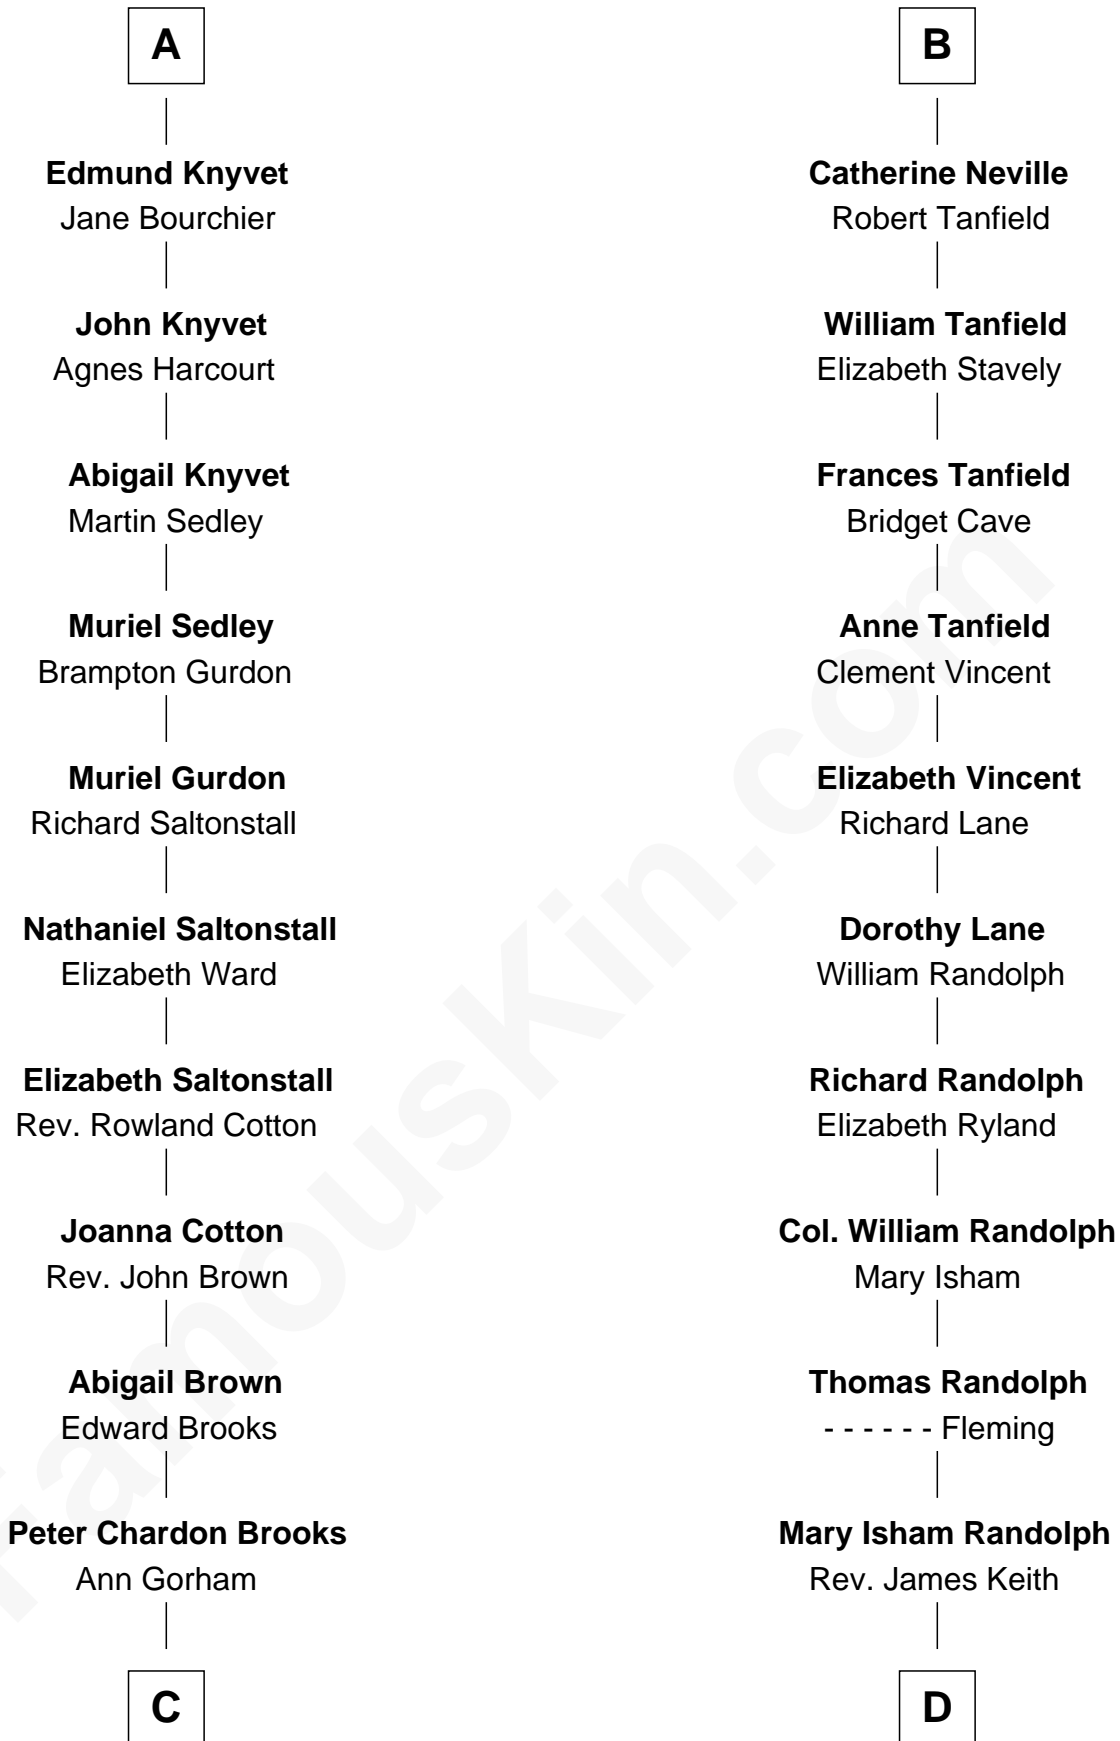 A
Edmund Knyvet
Jane Bourchier
John Knyvet
Agnes Harcourt
Abigail Knyvet
Martin Sedley
Muriel Sedley
Brampton Gurdon
Muriel Gurdon
Richard Saltonstall
Nathaniel Saltonstall
Elizabeth Ward
Elizabeth Saltonstall
Rev. Rowland Cotton
Joanna Cotton
Rev. John Brown
Abigail Brown
Edward Brooks
Peter Chardon Brooks
Ann Gorham
C
B
Catherine Neville
Robert Tanfield
William Tanfield
Elizabeth Stavely
Frances Tanfield
Bridget Cave
Anne Tanfield
Clement Vincent
Elizabeth Vincent
Richard Lane
Dorothy Lane
William Randolph
Richard Randolph
Elizabeth Ryland
Col. William Randolph
Mary Isham
Thomas Randolph
- - - - - - Fleming
Mary Isham Randolph
Rev. James Keith
D
FamousKin.com